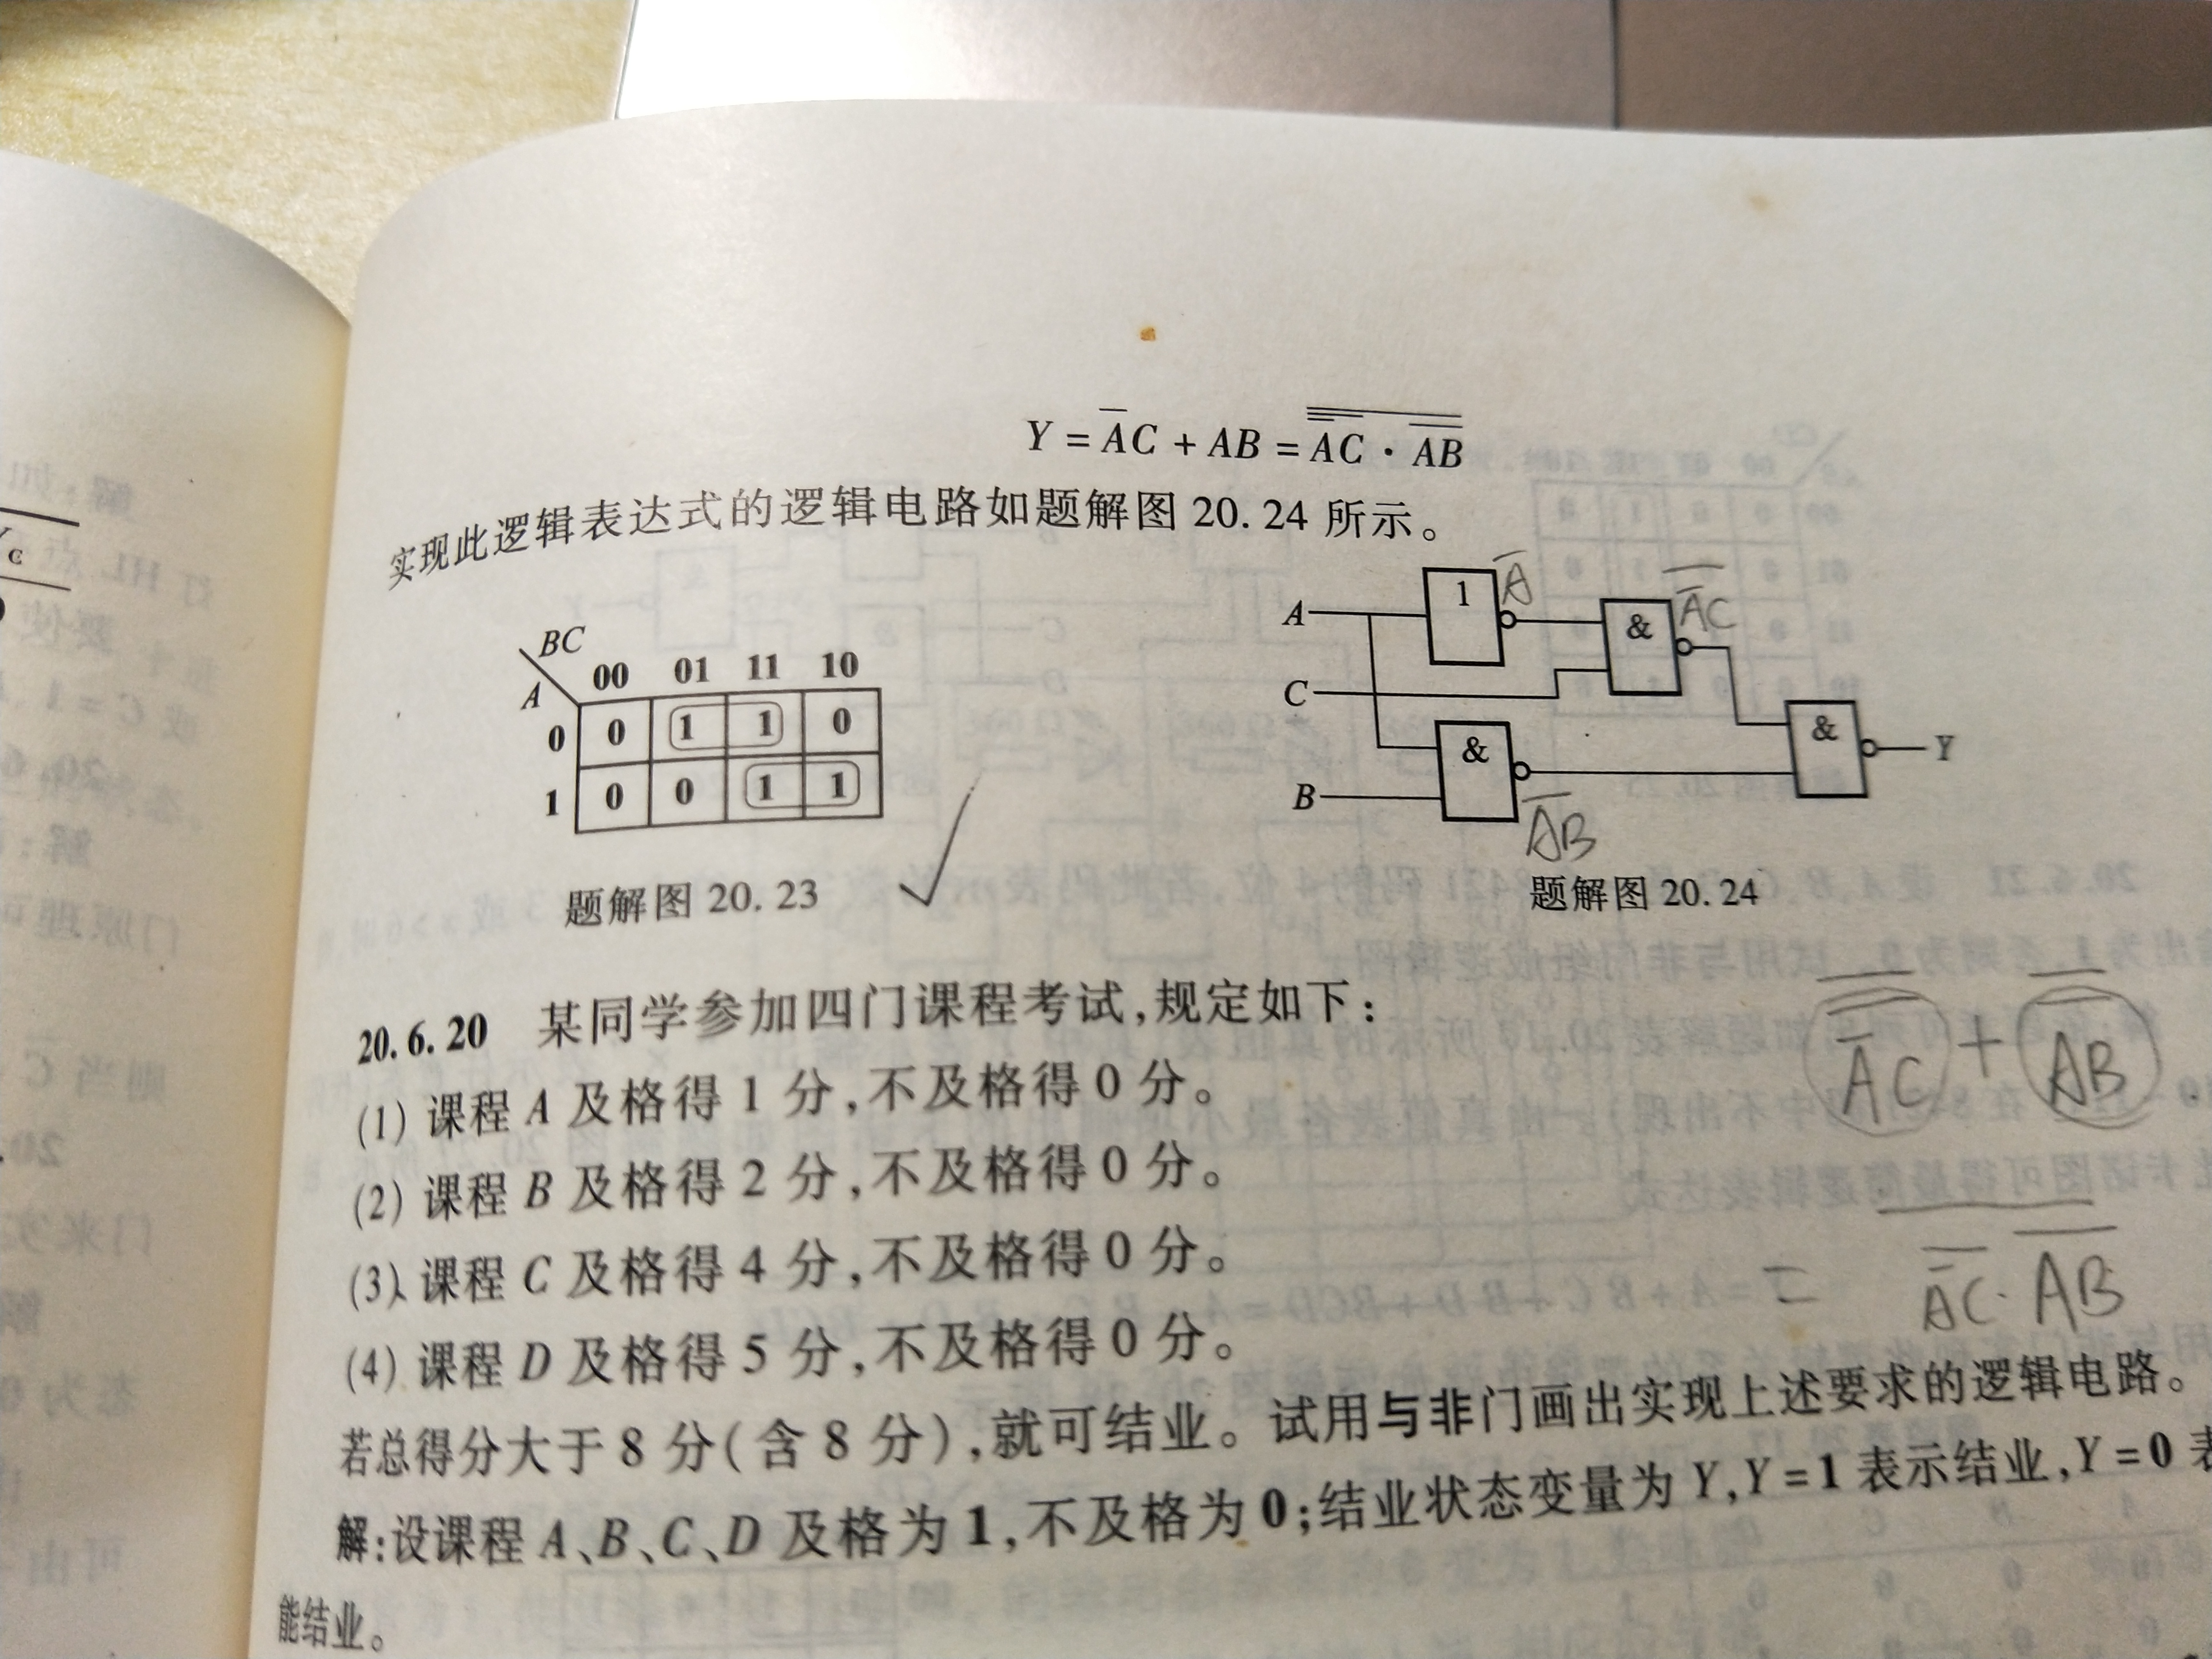 Y = A̅C + AB = \overline{\overline{\overline{A}C} · \overline{AB}}
实现此逻辑表达式的逻辑电路如题解图 20.24 所示。
BC
A
00 01 11 10
0 0 1 1 0
1 0 0 1 1
题解图 20.23
A
1
A̅
&
\overline{A̅C}
C
&
B
\overline{AB}
&
Y
题解图 20.24
20.6.20 某同学参加四门课程考试,规定如下:
(1) 课程 A 及格得 1 分,不及格得 0 分。
(2) 课程 B 及格得 2 分,不及格得 0 分。
(3) 课程 C 及格得 4 分,不及格得 0 分。
(4) 课程 D 及格得 5 分,不及格得 0 分。
若总得分大于 8 分(含 8 分),就可结业。试用与非门画出实现上述要求的逻辑电路。
解:设课程 A、B、C、D 及格为 1,不及格为 0;结业状态变量为 Y,Y=1 表示结业,Y=0 表
能结业。
\overline{\overline{A̅C}} + \overline{\overline{AB}}
= \overline{\overline{A̅C}·\overline{AB}}